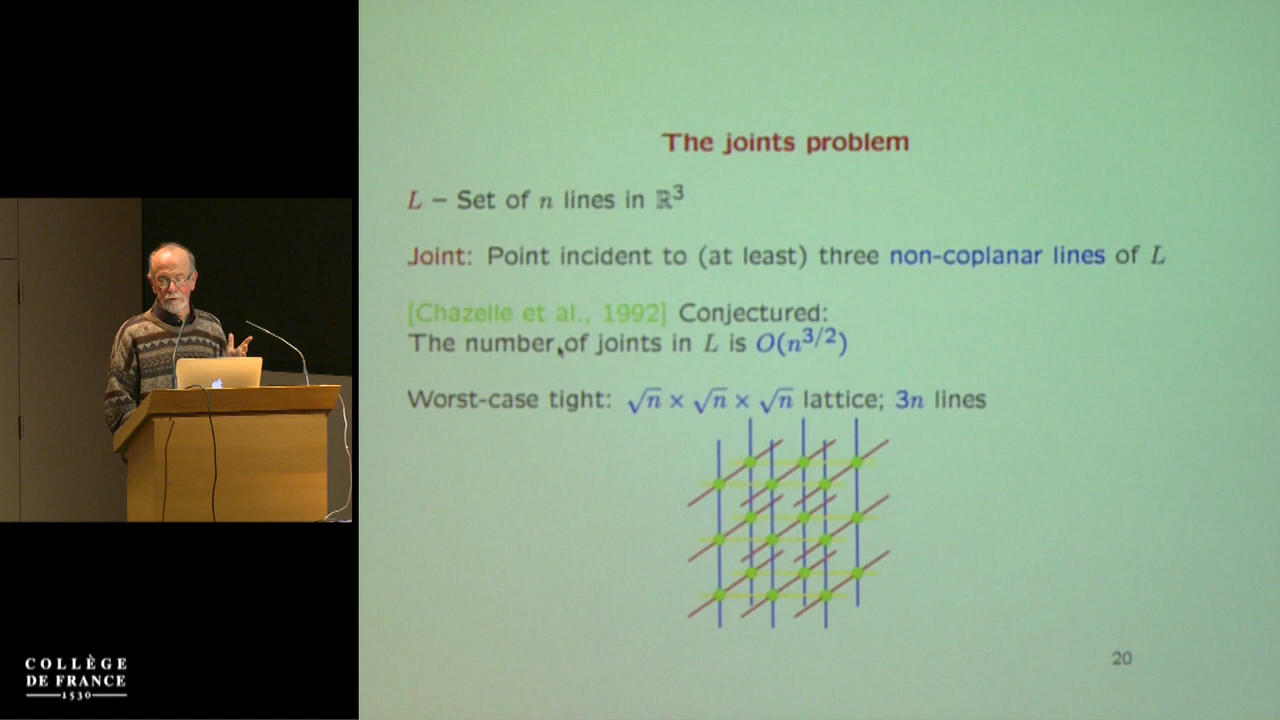 The joints problem
L – Set of n lines in ℝ³
Joint: Point incident to (at least) three non-coplanar lines of L
[Chazelle et al., 1992] Conjectured:
The number of joints in L is O(n^{3/2})
Worst-case tight: √n × √n × √n lattice; 3n lines
20
COLLÈGE
DE FRANCE
1530